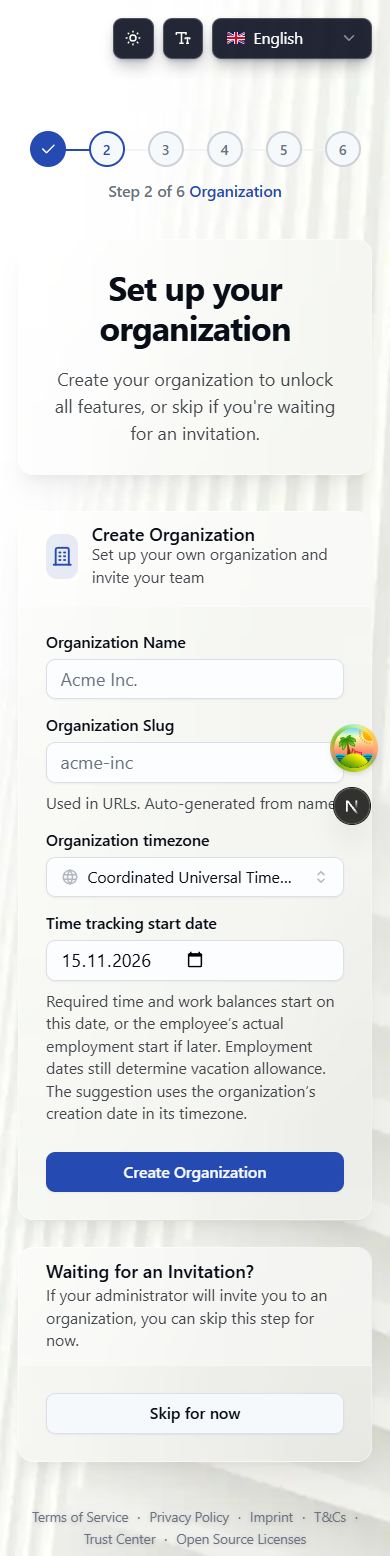 English
2
3
4
5
6
Step 2 of 6 Organization
Set up your
organization
Create your organization to unlock
all features, or skip if you're waiting
for an invitation.
Create Organization
Set up your own organization and
invite your team
Organization Name
Acme Inc.
Organization Slug
acme-inc
Used in URLs. Auto-generated from name
N
Organization timezone
Coordinated Universal Time...
Time tracking start date
15.11.2026
Required time and work balances start on
this date, or the employee’s actual
employment start if later. Employment
dates still determine vacation allowance.
The suggestion uses the organization’s
creation date in its timezone.
Create Organization
Waiting for an Invitation?
If your administrator will invite you to an
organization, you can skip this step for
now.
Skip for now
Terms of Service · Privacy Policy · Imprint · T&Cs ·
Trust Center · Open Source Licenses